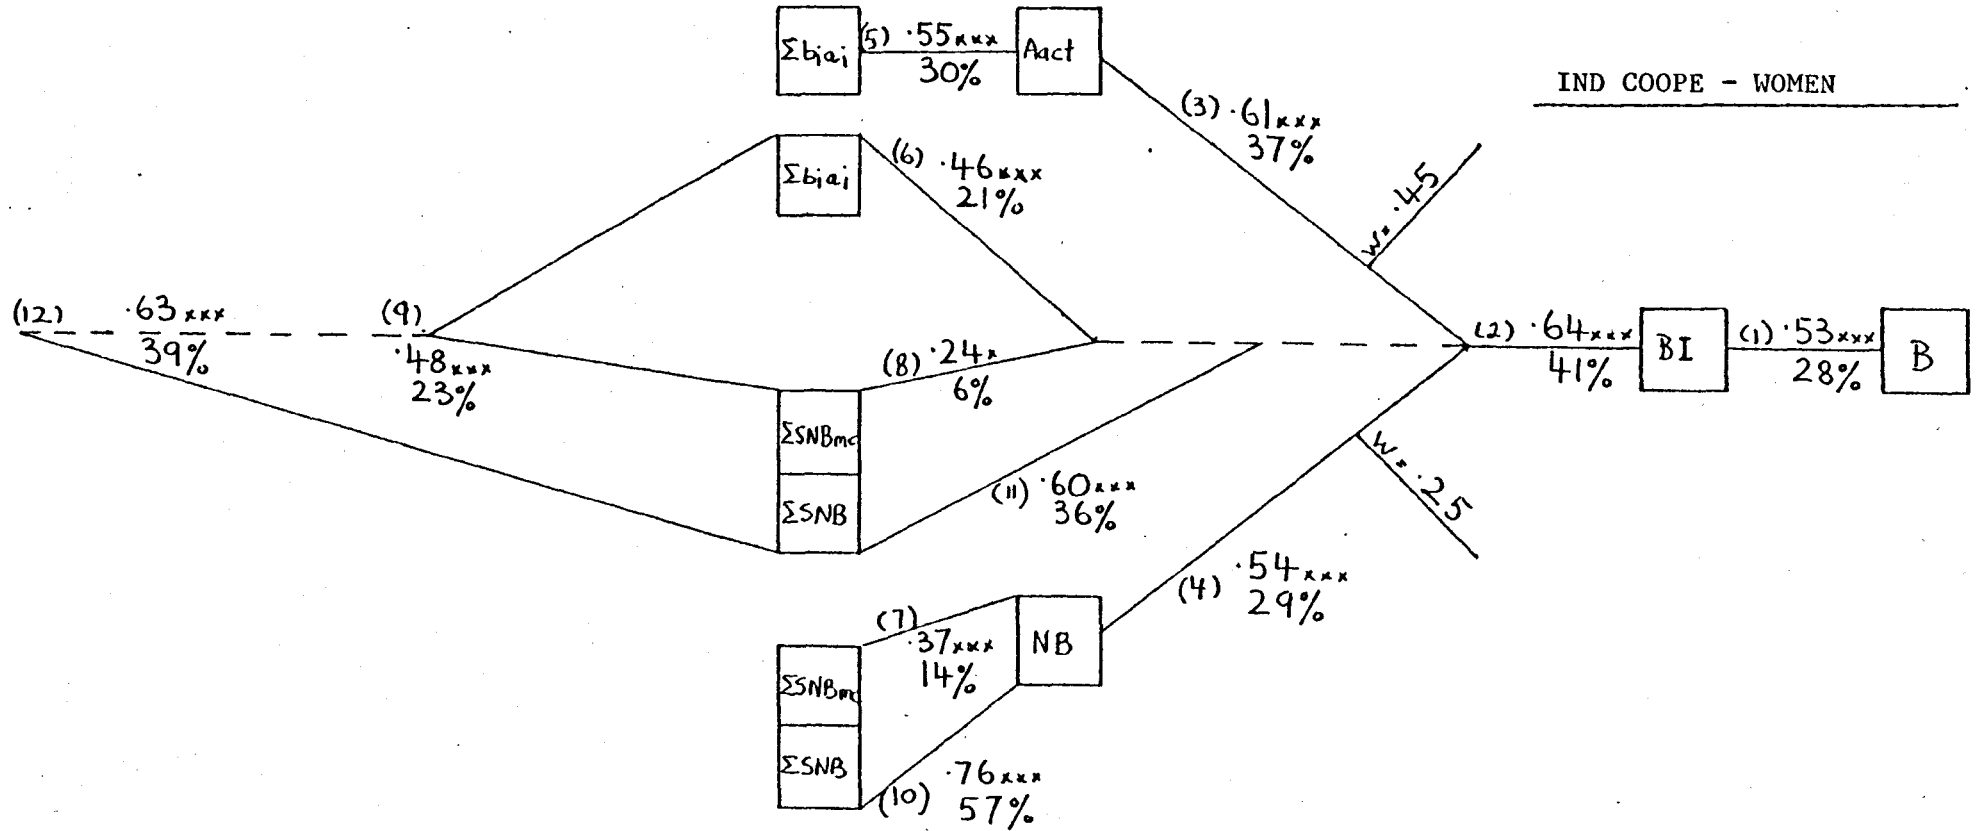 Σbiai
(5) ·55xxx
30%
Aact
IND COOPE - WOMEN
(3) ·61xxx
37%
Σbiai
(6) ·46xxx
21%
w= ·45
(12) ·63xxx
39%
(9)
·48xxx
23%
(8) ·24x
6%
(2) ·64xxx
41%
BI
(1) ·53xxx
28%
B
ΣSNBmc
ΣSNB
(11) ·60xxx
36%
w= ·25
(4) ·54xxx
29%
(7)
·37xxx
14%
NB
ΣSNBmc
ΣSNB
(10) ·76xxx
57%